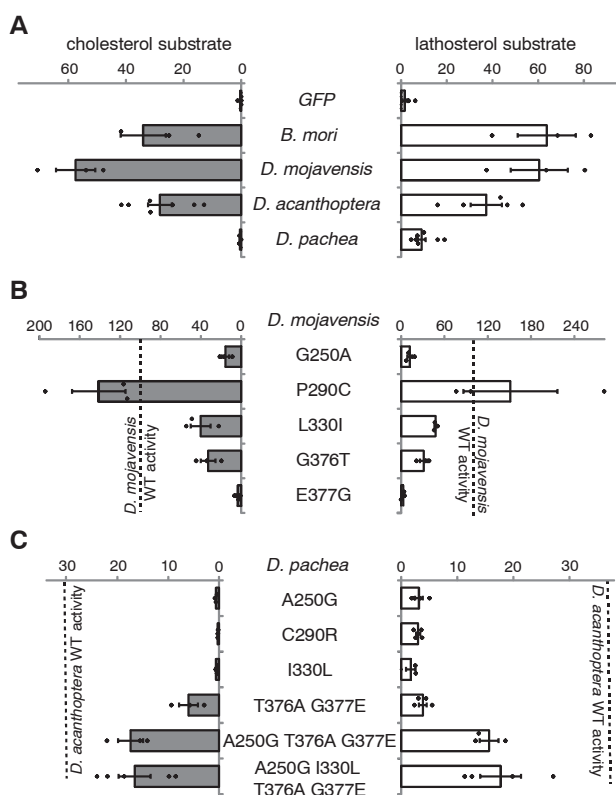 A
cholesterol substrate lathosterol substrate
60 40 20 0 0 20 40 60 80
GFP
B. mori
D. mojavensis
D. acanthoptera
D. pachea
B
D. mojavensis
200 160 120 80 40 0 0 60 120 180 240
G250A
P290C
L330I
G376T
E377G
D. mojavensis
WT activity
D. mojavensis
WT activity
C
D. pachea
30 20 10 0 0 10 20 30
A250G
C290R
I330L
T376A G377E
A250G T376A G377E
A250G I330L
T376A G377E
D. acanthoptera WT activity
D. acanthoptera WT activity